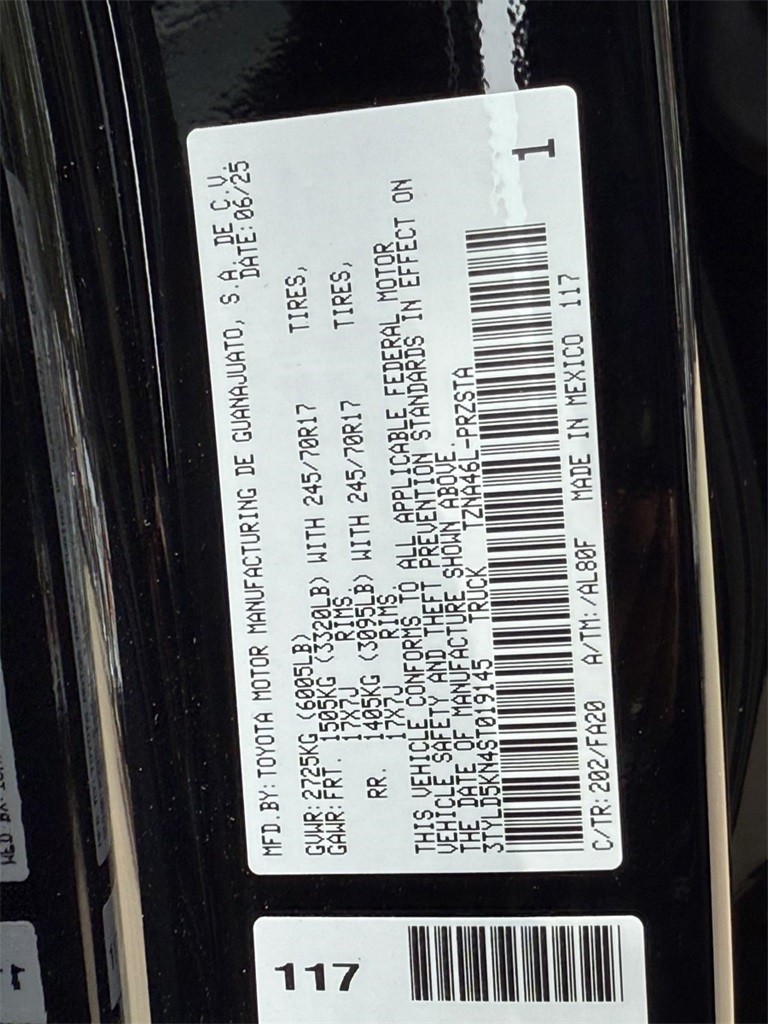 MFD.BY:TOYOTA MOTOR MANUFACTURING DE GUANAJUATO, S.A. DE C.V.
DATE:06/25
GVWR:2725KG (6005LB)
GAWR:FRT. 1505KG (3320LB) WITH 245/70R17 TIRES,
17X7J RIMS.
RR. 1405KG (3095LB) WITH 245/70R17 TIRES,
17X7J RIMS.
THIS VEHICLE CONFORMS TO ALL APPLICABLE FEDERAL MOTOR
VEHICLE SAFETY AND THEFT PREVENTION STANDARDS IN EFFECT ON
THE DATE OF MANUFACTURE SHOWN ABOVE.
3TYLD5KN4ST019145 TRUCK TZNA46L-PRZSTA
1
C/TR:202/FA20 A/TM:/AL80F MADE IN MEXICO 117
117